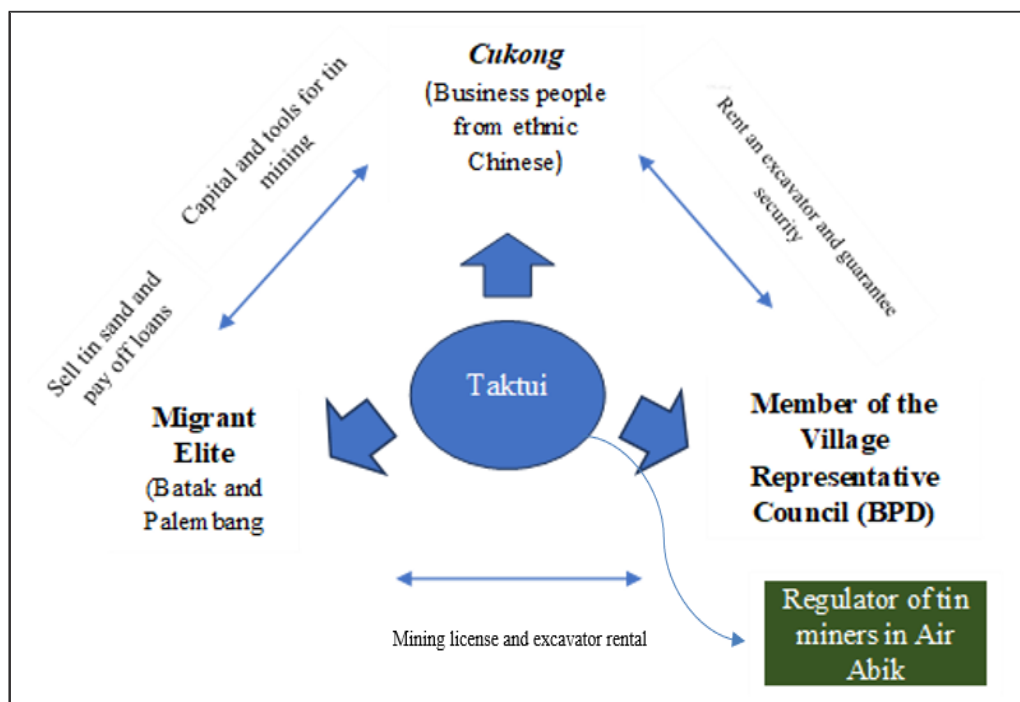 Cukong
(Business people
from ethnic
Chinese)
Capital and tools for tin
mining
Sell tin sand and
pay off loans
Rent an excavator and guarantee
security
Taktui
Migrant
Elite
(Batak and
Palembang
Member of the
Village
Representative
Council (BPD)
Mining license and excavator rental
Regulator of tin
miners in Air
Abik